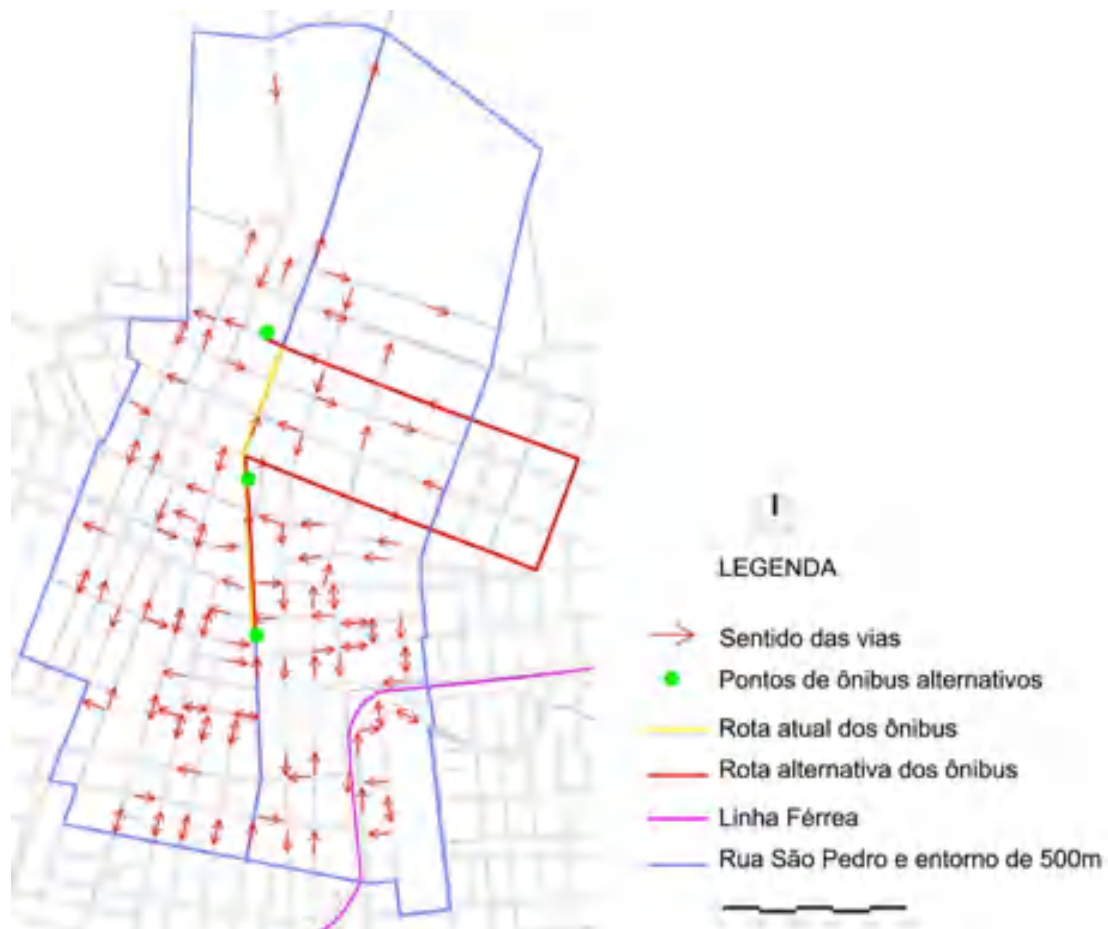 LEGENDA
Sentido das vias
Pontos de ônibus alternativos
Rota atual dos ônibus
Rota alternativa dos ônibus
Linha Férrea
Rua São Pedro e entorno de 500m